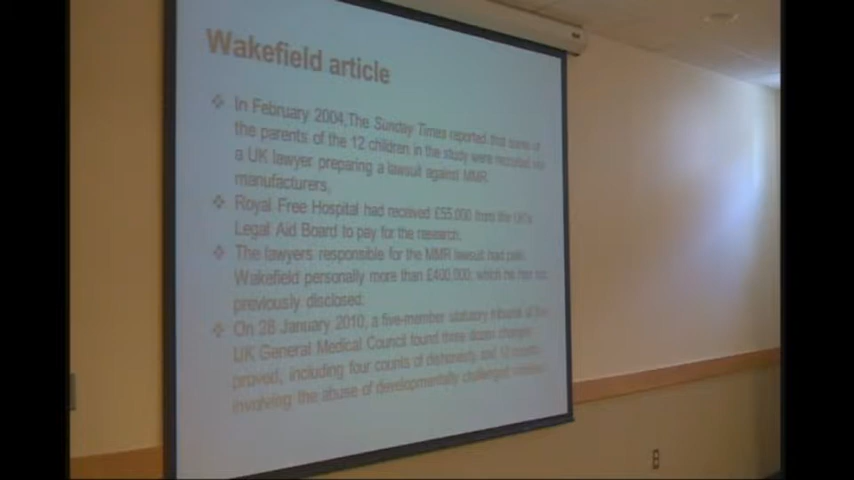 Wakefield article
❖ In February 2004,The Sunday Times reported that some of
the parents of the 12 children in the study were recruited
a UK lawyer preparing a lawsuit against MMR
manufacturers,
❖ Royal Free Hospital had received £55,000 from the UK's
Legal Aid Board to pay for the research.
❖ The lawyers responsible for the MMR lawsuit had paid
Wakefield personally more than £400,000, which he had not
previously disclosed.
❖ On 28 January 2010, a five-member statutory tribunal of the
UK General Medical Council found three dozen charges
proved, including four counts of dishonesty and 12 counts
involving the abuse of developmentally challenged